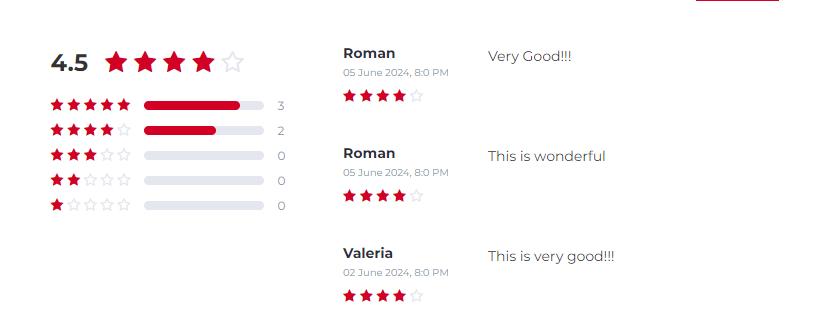 4.5
3
2
0
0
0
Roman
05 June 2024, 8:0 PM
Very Good!!!
Roman
05 June 2024, 8:0 PM
This is wonderful
Valeria
02 June 2024, 8:0 PM
This is very good!!!